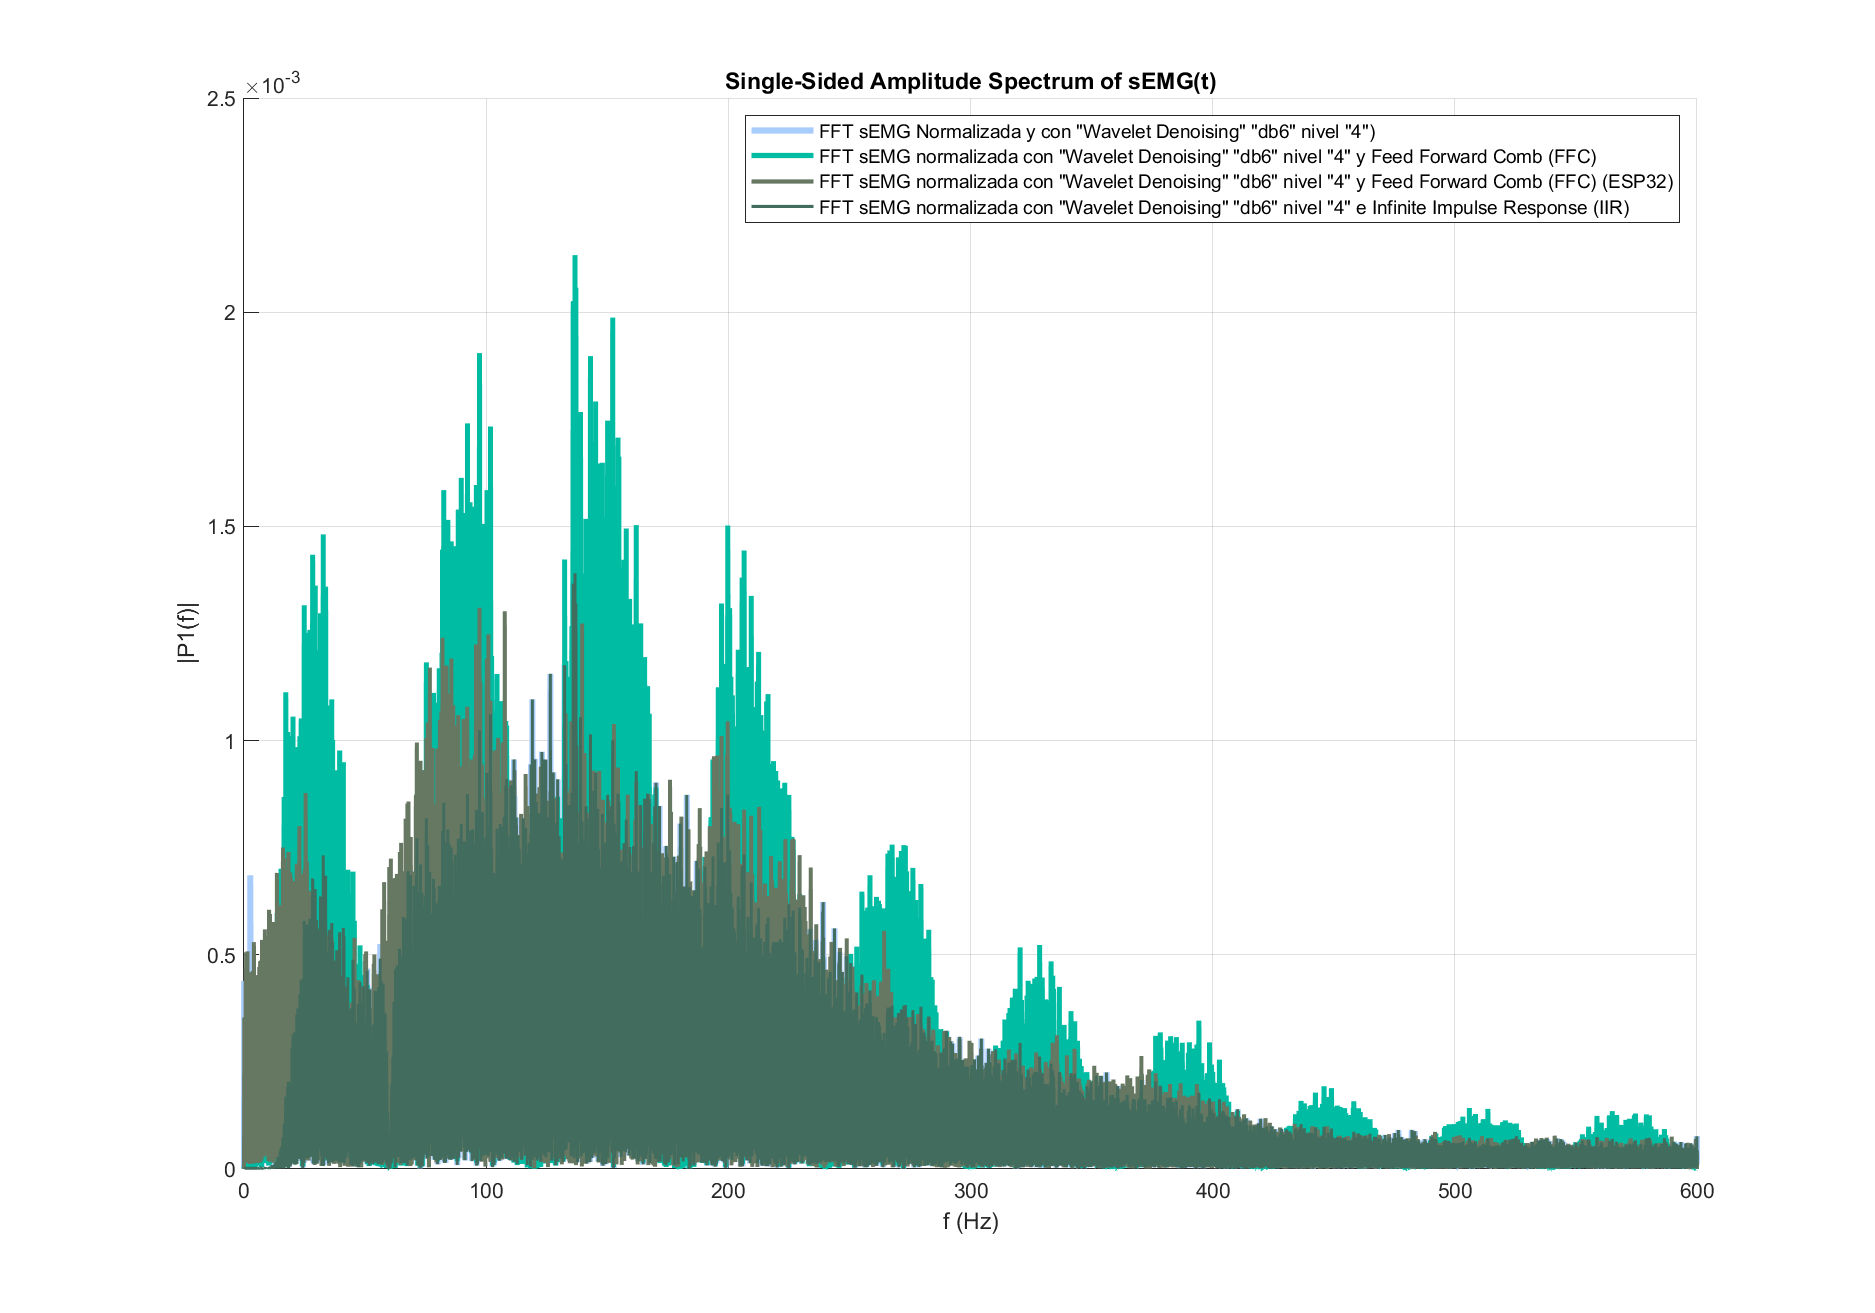 Single-Sided Amplitude Spectrum of sEMG(t)
×10-3
2.5
2
1.5
1
0.5
0
|P1(f)|
FFT sEMG Normalizada y con "Wavelet Denoising" "db6" nivel "4")
FFT sEMG normalizada con "Wavelet Denoising" "db6" nivel "4" y Feed Forward Comb (FFC)
FFT sEMG normalizada con "Wavelet Denoising" "db6" nivel "4" y Feed Forward Comb (FFC) (ESP32)
FFT sEMG normalizada con "Wavelet Denoising" "db6" nivel "4" e Infinite Impulse Response (IIR)
0 100 200 300 400 500 600
f (Hz)